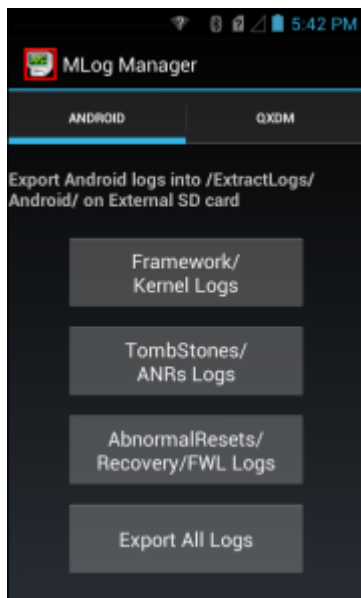 5:42 PM
MLog Manager
ANDROID QXDM
Export Android logs into /ExtractLogs/
Android/ on External SD card
Framework/
Kernel Logs
TombStones/
ANRs Logs
AbnormalResets/
Recovery/FWL Logs
Export All Logs